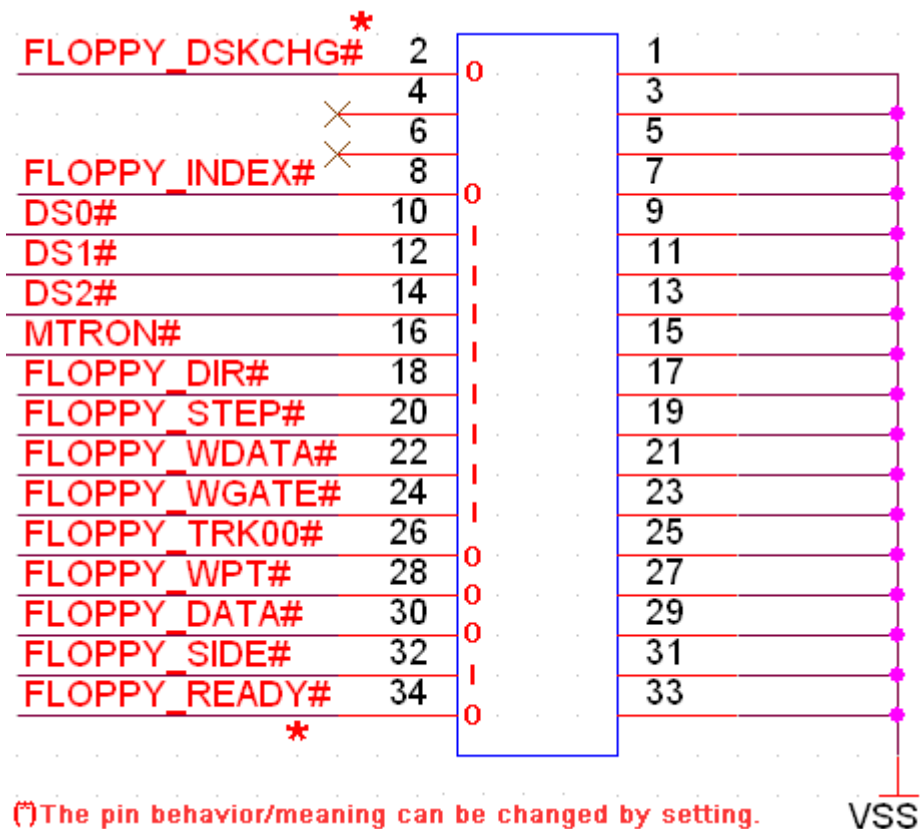 *
FLOPPY_DSKCHG# 2 O 1
4 3
6 5
FLOPPY_INDEX# 8 O 7
DS0# 10 I 9
DS1# 12 I 11
DS2# 14 I 13
MTRON# 16 I 15
FLOPPY_DIR# 18 I 17
FLOPPY_STEP# 20 I 19
FLOPPY_WDATA# 22 I 21
FLOPPY_WGATE# 24 I 23
FLOPPY_TRK00# 26 O 25
FLOPPY_WPT# 28 O 27
FLOPPY_DATA# 30 O 29
FLOPPY_SIDE# 32 I 31
FLOPPY_READY# 34 O 33
*
(*)The pin behavior/meaning can be changed by setting.
VSS